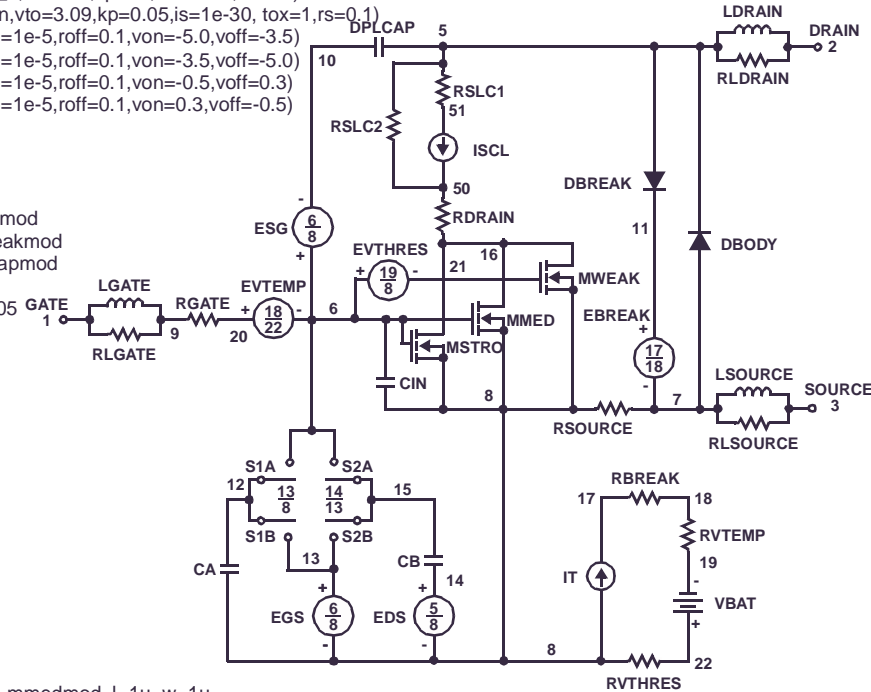 n,vto=3.09,kp=0.05,is=1e-30, tox=1,rs=0.1)
=1e-5,roff=0.1,von=-5.0,voff=-3.5)
=1e-5,roff=0.1,von=-3.5,voff=-5.0)
=1e-5,roff=0.1,von=-0.5,voff=0.3)
=1e-5,roff=0.1,von=0.3,voff=-0.5)
mod
eakmod
apmod
05
DPLCAP
5
10
LDRAIN
DRAIN
2
RLDRAIN
RSLC1
51
RSLC2
ISCL
50
DBREAK
RDRAIN
-
ESG
6
8
+
11
DBODY
EVTHRES
16
+
19
8
-
21
MWEAK
LGATE
GATE
1
RLGATE
9
RGATE
20
EVTEMP
+
18
22
-
6
MMED
MSTRO
EBREAK
+
17
18
-
CIN
8
RSOURCE
7
LSOURCE
SOURCE
3
RLSOURCE
S1A
S2A
12
13
8
14
13
15
S1B
S2B
13
CA
CB
14
+
EGS
6
8
-
+
EDS
5
8
-
RBREAK
17
18
RVTEMP
19
IT
-
VBAT
+
8
22
RVTHRES
mmedmod l=1u w=1u